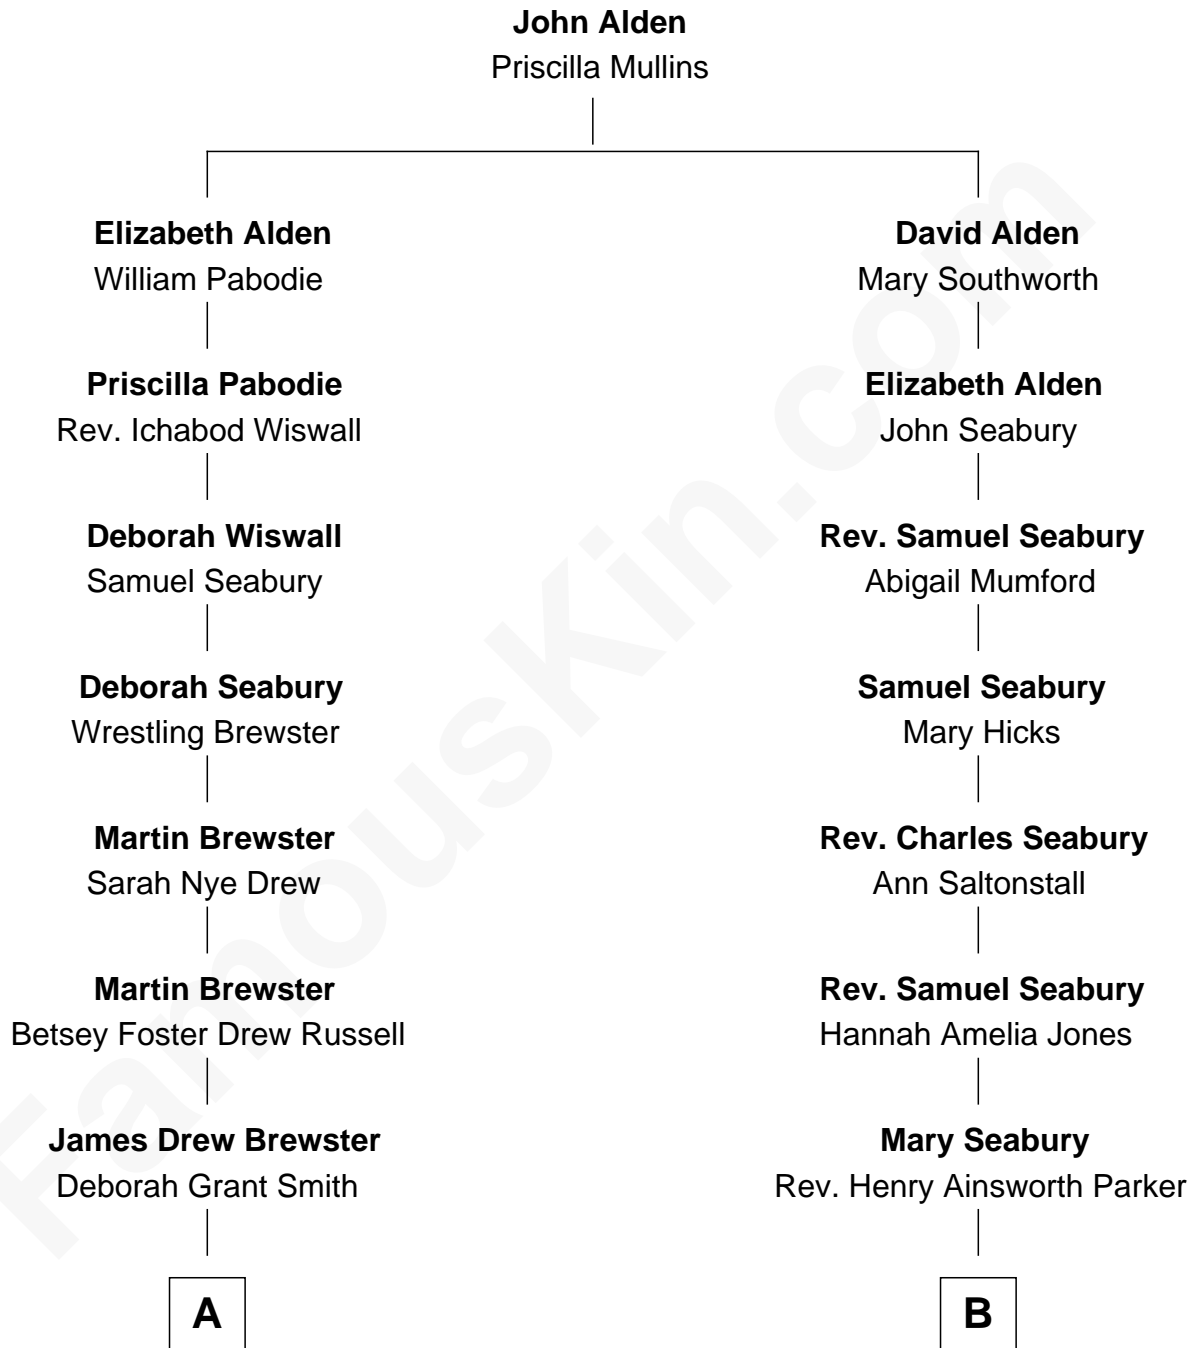 John Alden
Priscilla Mullins
Elizabeth Alden
William Pabodie
David Alden
Mary Southworth
Priscilla Pabodie
Rev. Ichabod Wiswall
Elizabeth Alden
John Seabury
Deborah Wiswall
Samuel Seabury
Rev. Samuel Seabury
Abigail Mumford
Deborah Seabury
Wrestling Brewster
Samuel Seabury
Mary Hicks
Martin Brewster
Sarah Nye Drew
Rev. Charles Seabury
Ann Saltonstall
Martin Brewster
Betsey Foster Drew Russell
Rev. Samuel Seabury
Hannah Amelia Jones
James Drew Brewster
Deborah Grant Smith
Mary Seabury
Rev. Henry Ainsworth Parker
A
B
FamousKin.com